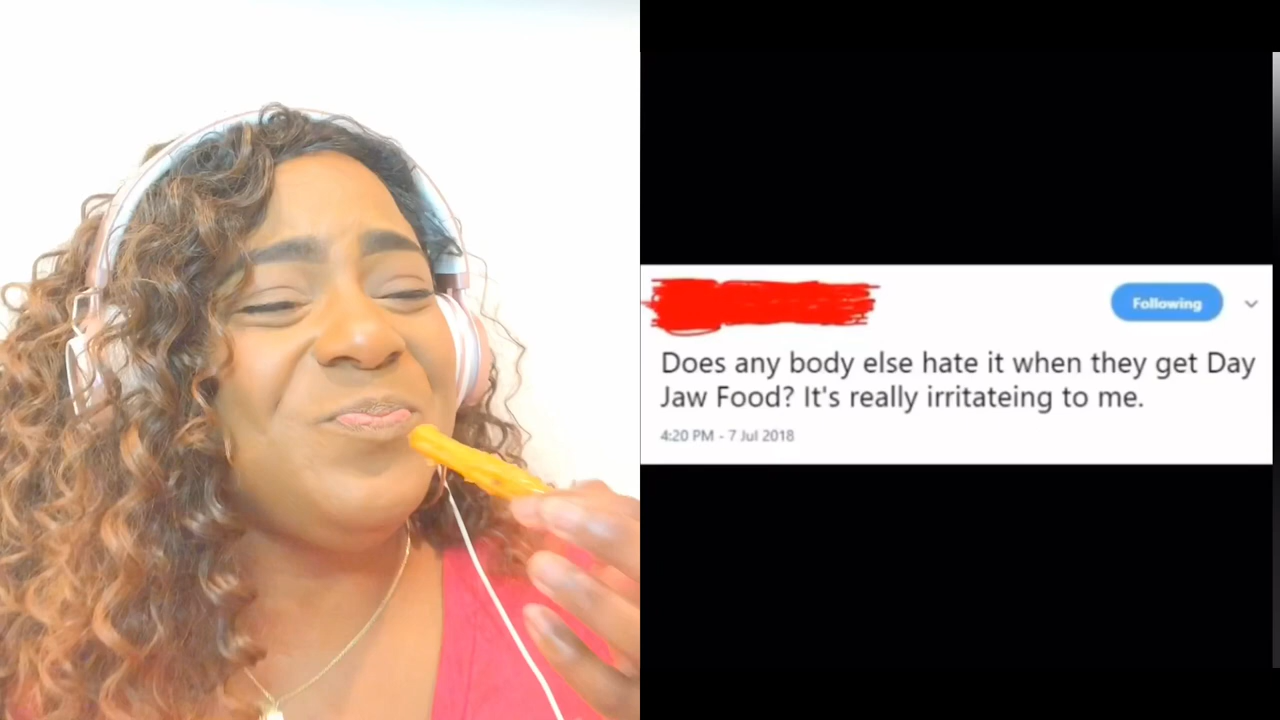 Following
Does any body else hate it when they get Day
Jaw Food? It's really irritateing to me.
4:20 PM - 7 Jul 2018